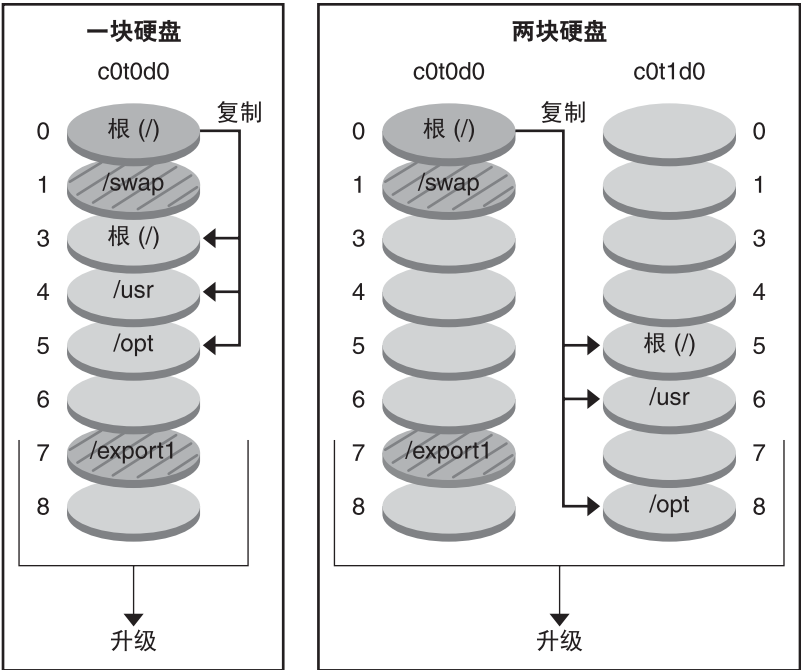 一块硬盘
c0t0d0
复制
0 根 (/)
1 /swap
3 根 (/)
4 /usr
5 /opt
6
7 /export1
8
升级
两块硬盘
c0t0d0 c0t1d0
复制
0 根 (/) 0
1 /swap 1
3 3
4 4
5 根 (/) 5
6 /usr 6
7 /export1 7
8 /opt 8
升级